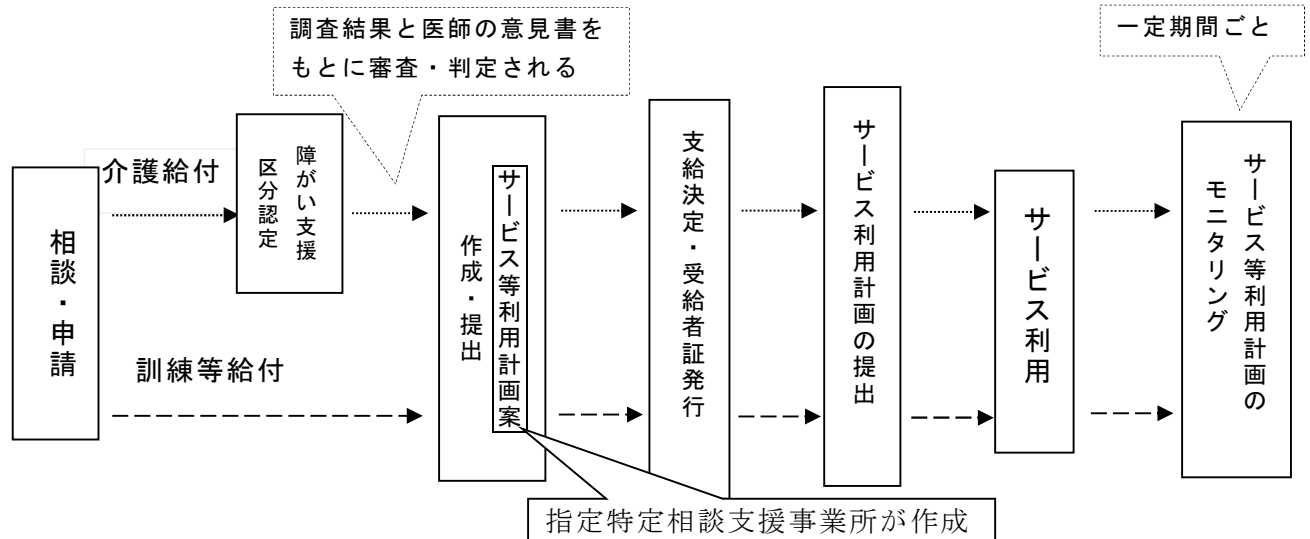 調査結果と医師の意見書を
もとに審査・判定される
一定期間ごと
相談・申請
介護給付
訓練等給付
障がい支援
区分認定
サービス等利用計画案
作成・提出
支給決定・受給者証発行
サービス利用計画の提出
サービス利用
サービス等利用計画の
モニタリング
指定特定相談支援事業所が作成